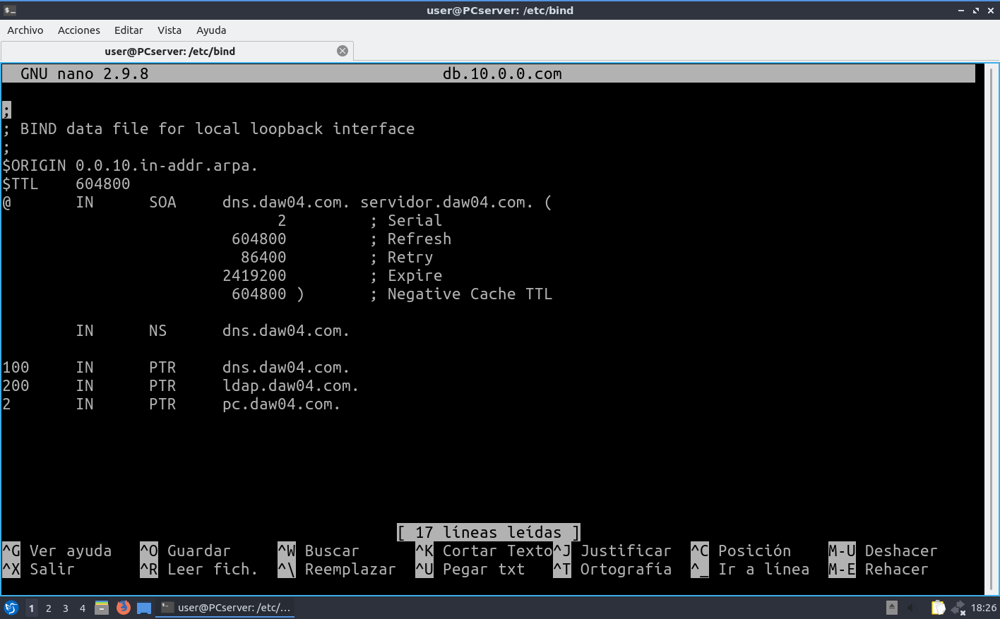 user@PCserver: /etc/bind
Archivo Acciones Editar Vista Ayuda
user@PCserver: /etc/bind
GNU nano 2.9.8 db.10.0.0.com
;
; BIND data file for local loopback interface
;
$ORIGIN 0.0.10.in-addr.arpa.
$TTL 604800
@ IN SOA dns.daw04.com. servidor.daw04.com. (
2 ; Serial
604800 ; Refresh
86400 ; Retry
2419200 ; Expire
604800 ) ; Negative Cache TTL
IN NS dns.daw04.com.
100 IN PTR dns.daw04.com.
200 IN PTR ldap.daw04.com.
2 IN PTR pc.daw04.com.
[ 17 líneas leídas ]
^G Ver ayuda ^O Guardar ^W Buscar ^K Cortar Texto ^J Justificar ^C Posición M-U Deshacer
^X Salir ^R Leer fich. ^\ Reemplazar ^U Pegar txt ^T Ortografía ^_ Ir a línea M-E Rehacer
1 2 3 4 user@PCserver: /etc/... 18:26